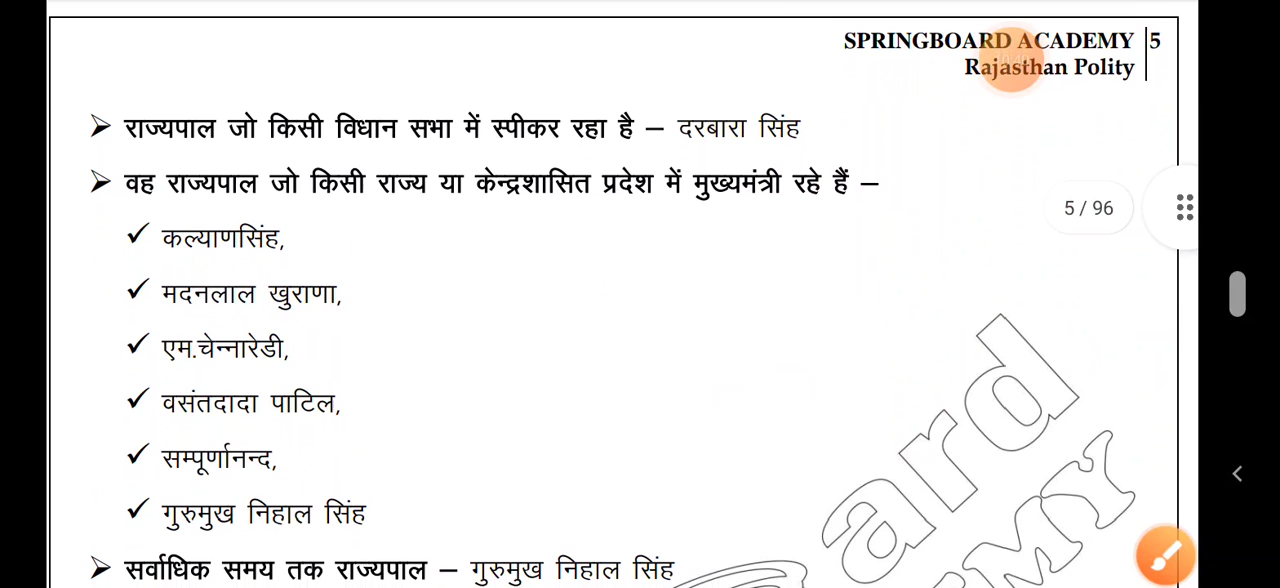 SPRINGBOARD ACADEMY 5
Rajasthan Polity
➢ राज्यपाल जो किसी विधान सभा में स्पीकर रहा है – दरबारा सिंह
➢ वह राज्यपाल जो किसी राज्य या केन्द्रशासित प्रदेश में मुख्यमंत्री रहे हैं –
5 / 96
✓ कल्याणसिंह,
✓ मदनलाल खुराणा,
✓ एम.चेन्नारेडी,
✓ वसंतदादा पाटिल,
✓ सम्पूर्णानन्द,
✓ गुरुमुख निहाल सिंह
➢ सर्वाधिक समय तक राज्यपाल – गुरुमुख निहाल सिंह
ard